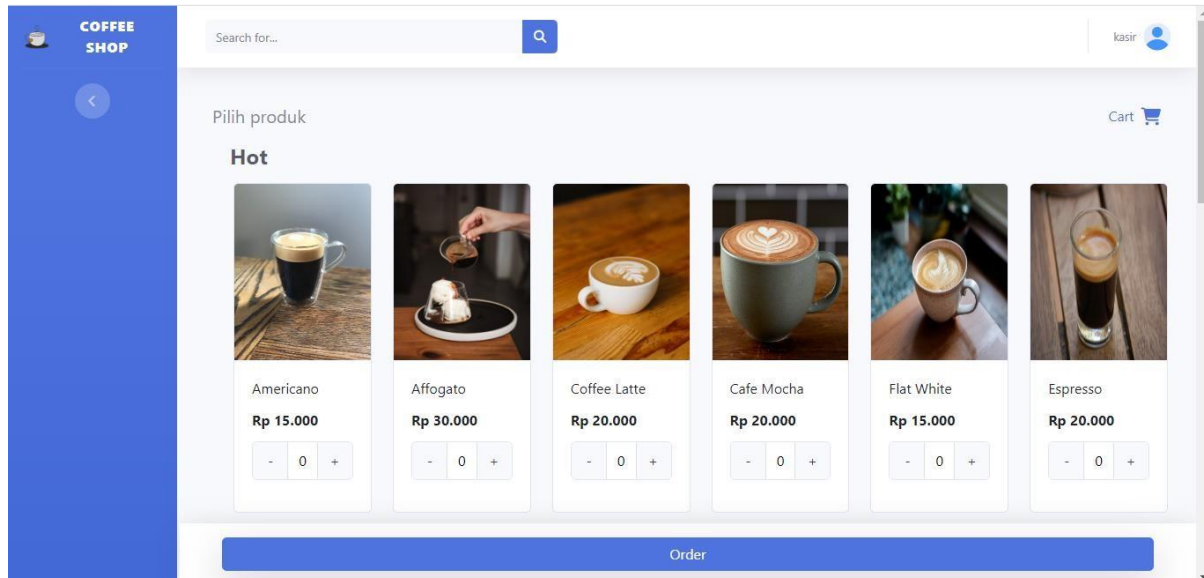 COFFEE
SHOP
Search for...
kasir
Pilih produk
Cart
Hot
Americano
Rp 15.000
- 0 +
Affogato
Rp 30.000
- 0 +
Coffee Latte
Rp 20.000
- 0 +
Cafe Mocha
Rp 20.000
- 0 +
Flat White
Rp 15.000
- 0 +
Espresso
Rp 20.000
- 0 +
Order